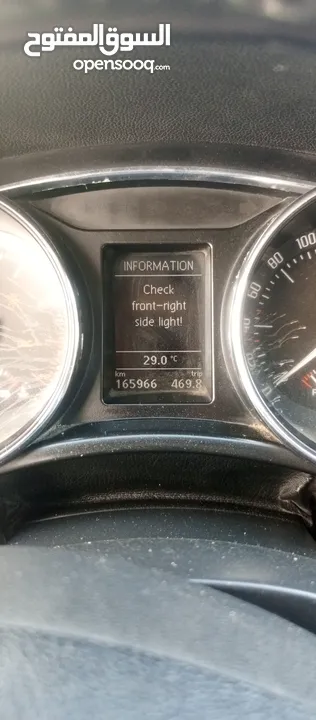 السوق المفتوح
opensooq.com
INFORMATION
Check
front-right
side light!
29.0 °C
km trip
165966 469.8
100
80
60